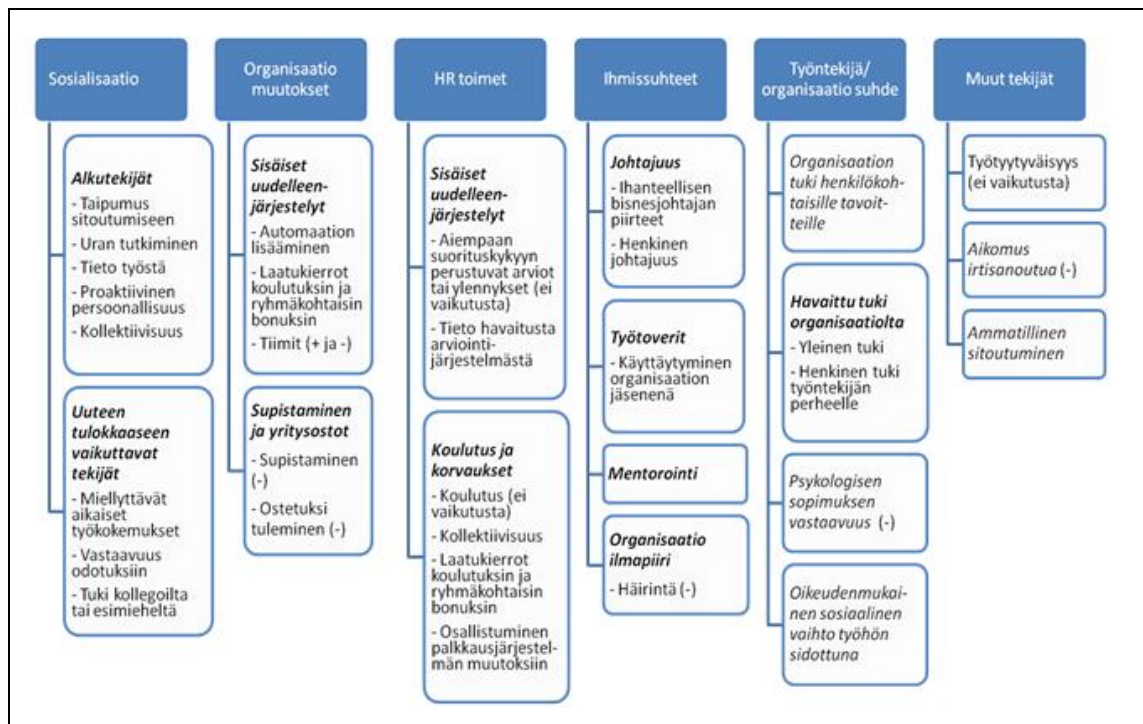 Sosialisaatio
Alkutekijät
- Taipumus
sitoutumiseen
- Uran tutkiminen
- Tieto työstä
- Proaktiivinen
persoonallisuus
- Kollektiivisuus
Uuteen
tulokkaaseen
vaikuttavat
tekijät
- Miellyttävät
aikaiset
työkokemukset
- Vastaavuus
odotuksiin
- Tuki kollegoilta
tai esimieheltä
Organisaatio
muutokset
Sisäiset
uudelleen-
järjestelyt
- Automaation
lisääminen
- Laatukierrot
koulutuksin ja
ryhmäkohtaisin
bonuksin
- Tiimit (+ ja -)
Supistaminen
ja yritysostot
- Supistaminen
(-)
- Ostetuksi
tuleminen (-)
HR toimet
Sisäiset
uudelleen-
järjestelyt
- Aiempaan
suorituskykyyn
perustuvat arviot
tai ylennykset (ei
vaikutusta)
- Tieto havaitusta
arviointi-
järjestelmästä
Koulutus ja
korvaukset
- Koulutus (ei
vaikutusta)
- Kollektiivisuus
- Laatukierrot
koulutuksin ja
ryhmäkohtaisin
bonuksin
- Osallistuminen
palkkausjärjestel-
män muutoksiin
Ihmissuhteet
Johtajuus
- Ihanteellisen
bisnesjohtajan
piirteet
- Henkinen
johtajuus
Työtoverit
- Käyttäytyminen
organisaation
jäsenenä
Mentorointi
Organisaatio
ilmapiiri
- Häirintä (-)
Työntekijä/
organisaatio suhde
Organisaation
tuki henkilökoh-
taisille tavoit-
teille
Havaittu tuki
organisaatiolta
- Yleinen tuki
- Henkinen tuki
työntekijän
perheelle
Psykologisen
sopimuksen
vastaavuus (-)
Oikeudenmukai-
nen sosiaalinen
vaihto työhön
sidottuna
Muut tekijät
Työtyytyväisyys
(ei vaikutusta)
Aikomus
irtisanoutua (-)
Ammatillinen
sitoutuminen